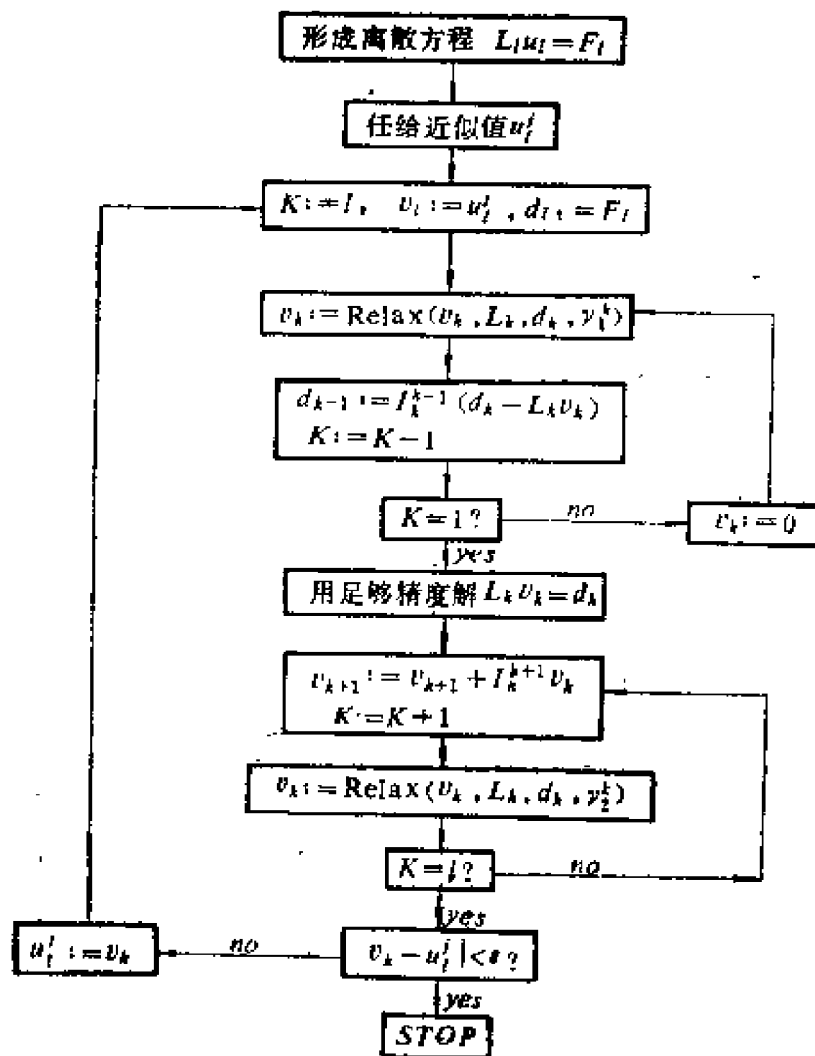 形成离散方程 L_l u_l = F_l
任给近似值 u_l^j
K := l, v_l := u_l^j, d_l := F_l
v_k := Relax(v_k, L_k, d_k, ν_1^k)
d_{k-1} := I_k^{k-1}(d_k - L_k v_k)
K := K - 1
K = 1?
no
v_k := 0
yes
用足够精度解 L_k v_k = d_k
v_{k+1} := v_{k+1} + I_k^{k+1} v_k
K := K + 1
v_k := Relax(v_k, L_k, d_k, ν_2^k)
K = l?
no
yes
u_l^j := v_k
no
v_k - u_l^j | < ε?
yes
STOP